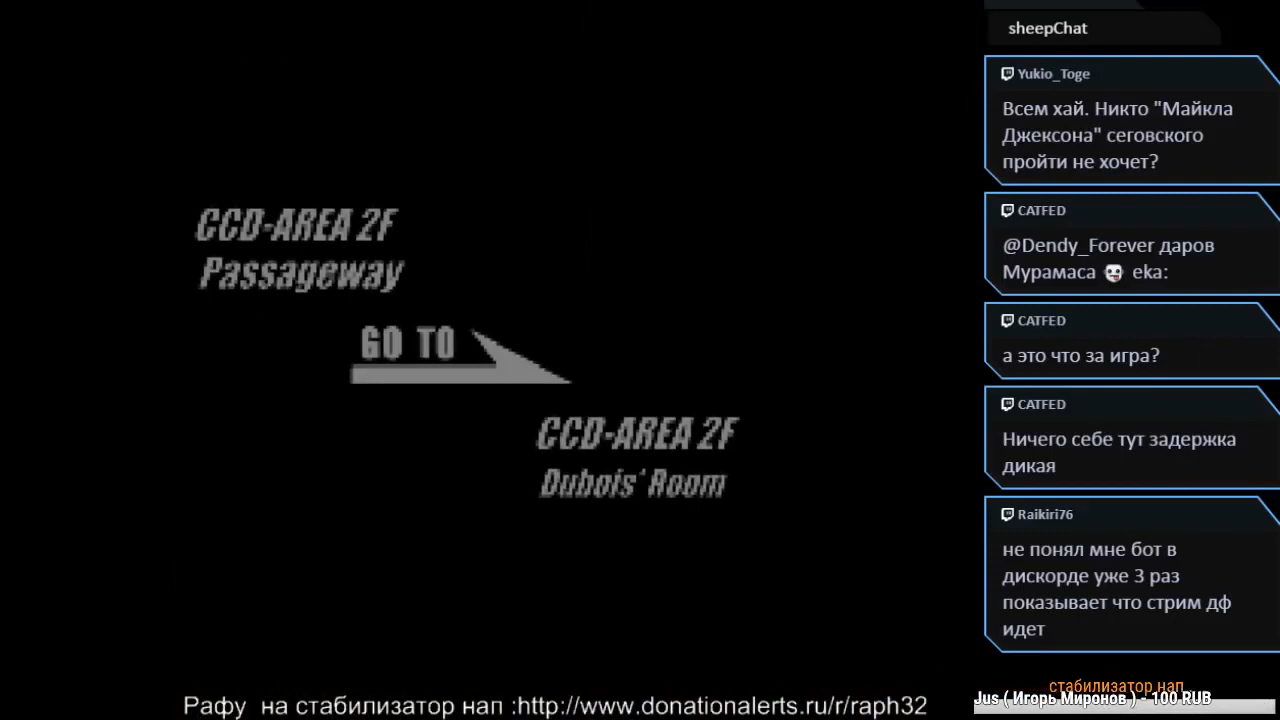 CCD-AREA 2F
Passageway
GO TO
CCD-AREA 2F
Dubois' Room
sheepChat
Yukio_Toge
Всем хай. Никто "Майкла
Джексона" сеговского
пройти не хочет?
CATFED
@Dendy_Forever даров
Мурамаса eka:
CATFED
а это что за игра?
CATFED
Ничего себе тут задержка
дикая
Raikiri76
не понял мне бот в
дискорде уже 3 раз
показывает что стрим дф
идет
стабилизатор нап
Jus ( Игорь Миронов ) - 100 RUB
Рафу на стабилизатор нап :http://www.donationalerts.ru/r/raph32